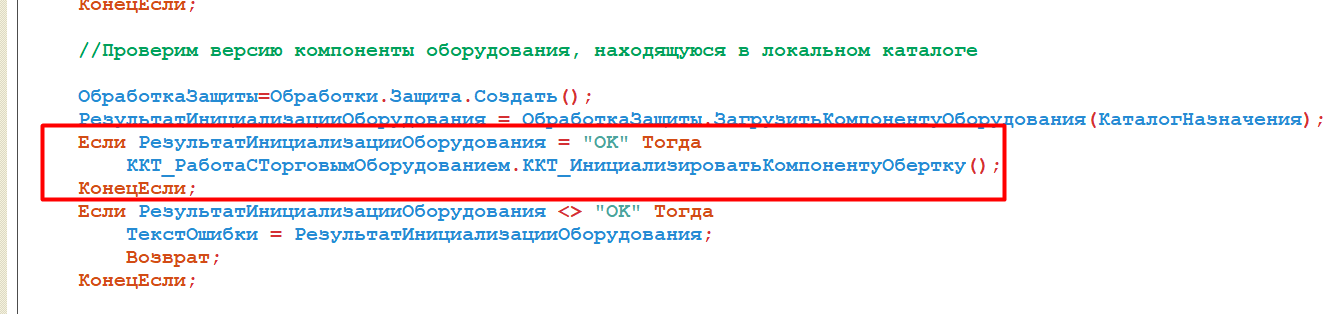 КонецЕсли;
//Проверим версию компоненты оборудования, находящуюся в локальном каталоге
ОбработкаЗащиты=Обработки.Защита.Создать();
РезультатИнициализацииОборудования = ОбработкаЗащиты.ЗагрузитьКомпонентуОборудования(КаталогНазначения);
Если РезультатИнициализацииОборудования = "ОК" Тогда
ККТ_РаботаСТорговымОборудованием.ККТ_ИнициализироватьКомпонентуОбертку();
КонецЕсли;
Если РезультатИнициализацииОборудования <> "ОК" Тогда
ТекстОшибки = РезультатИнициализацииОборудования;
Возврат;
КонецЕсли;